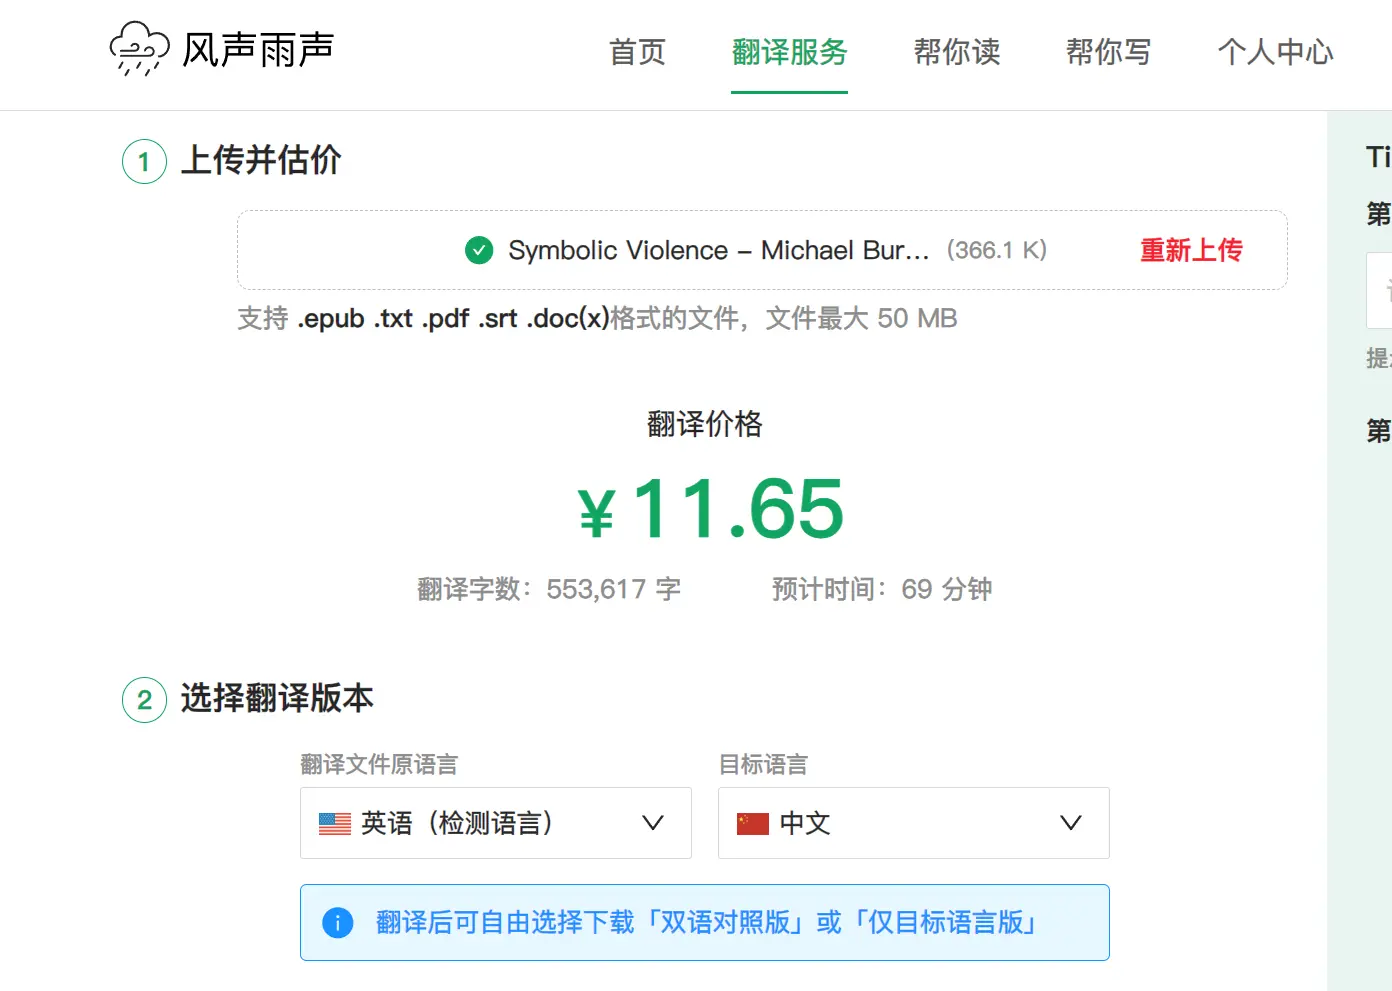 风声雨声
首页 翻译服务 帮你读 帮你写 个人中心
1 上传并估价
Symbolic Violence – Michael Bur... (366.1 K) 重新上传
支持 .epub .txt .pdf .srt .doc(x)格式的文件，文件最大 50 MB
翻译价格
¥11.65
翻译字数：553,617 字 预计时间：69 分钟
2 选择翻译版本
翻译文件原语言 目标语言
英语（检测语言） 中文
翻译后可自由选择下载「双语对照版」或「仅目标语言版」
Ti
第
第